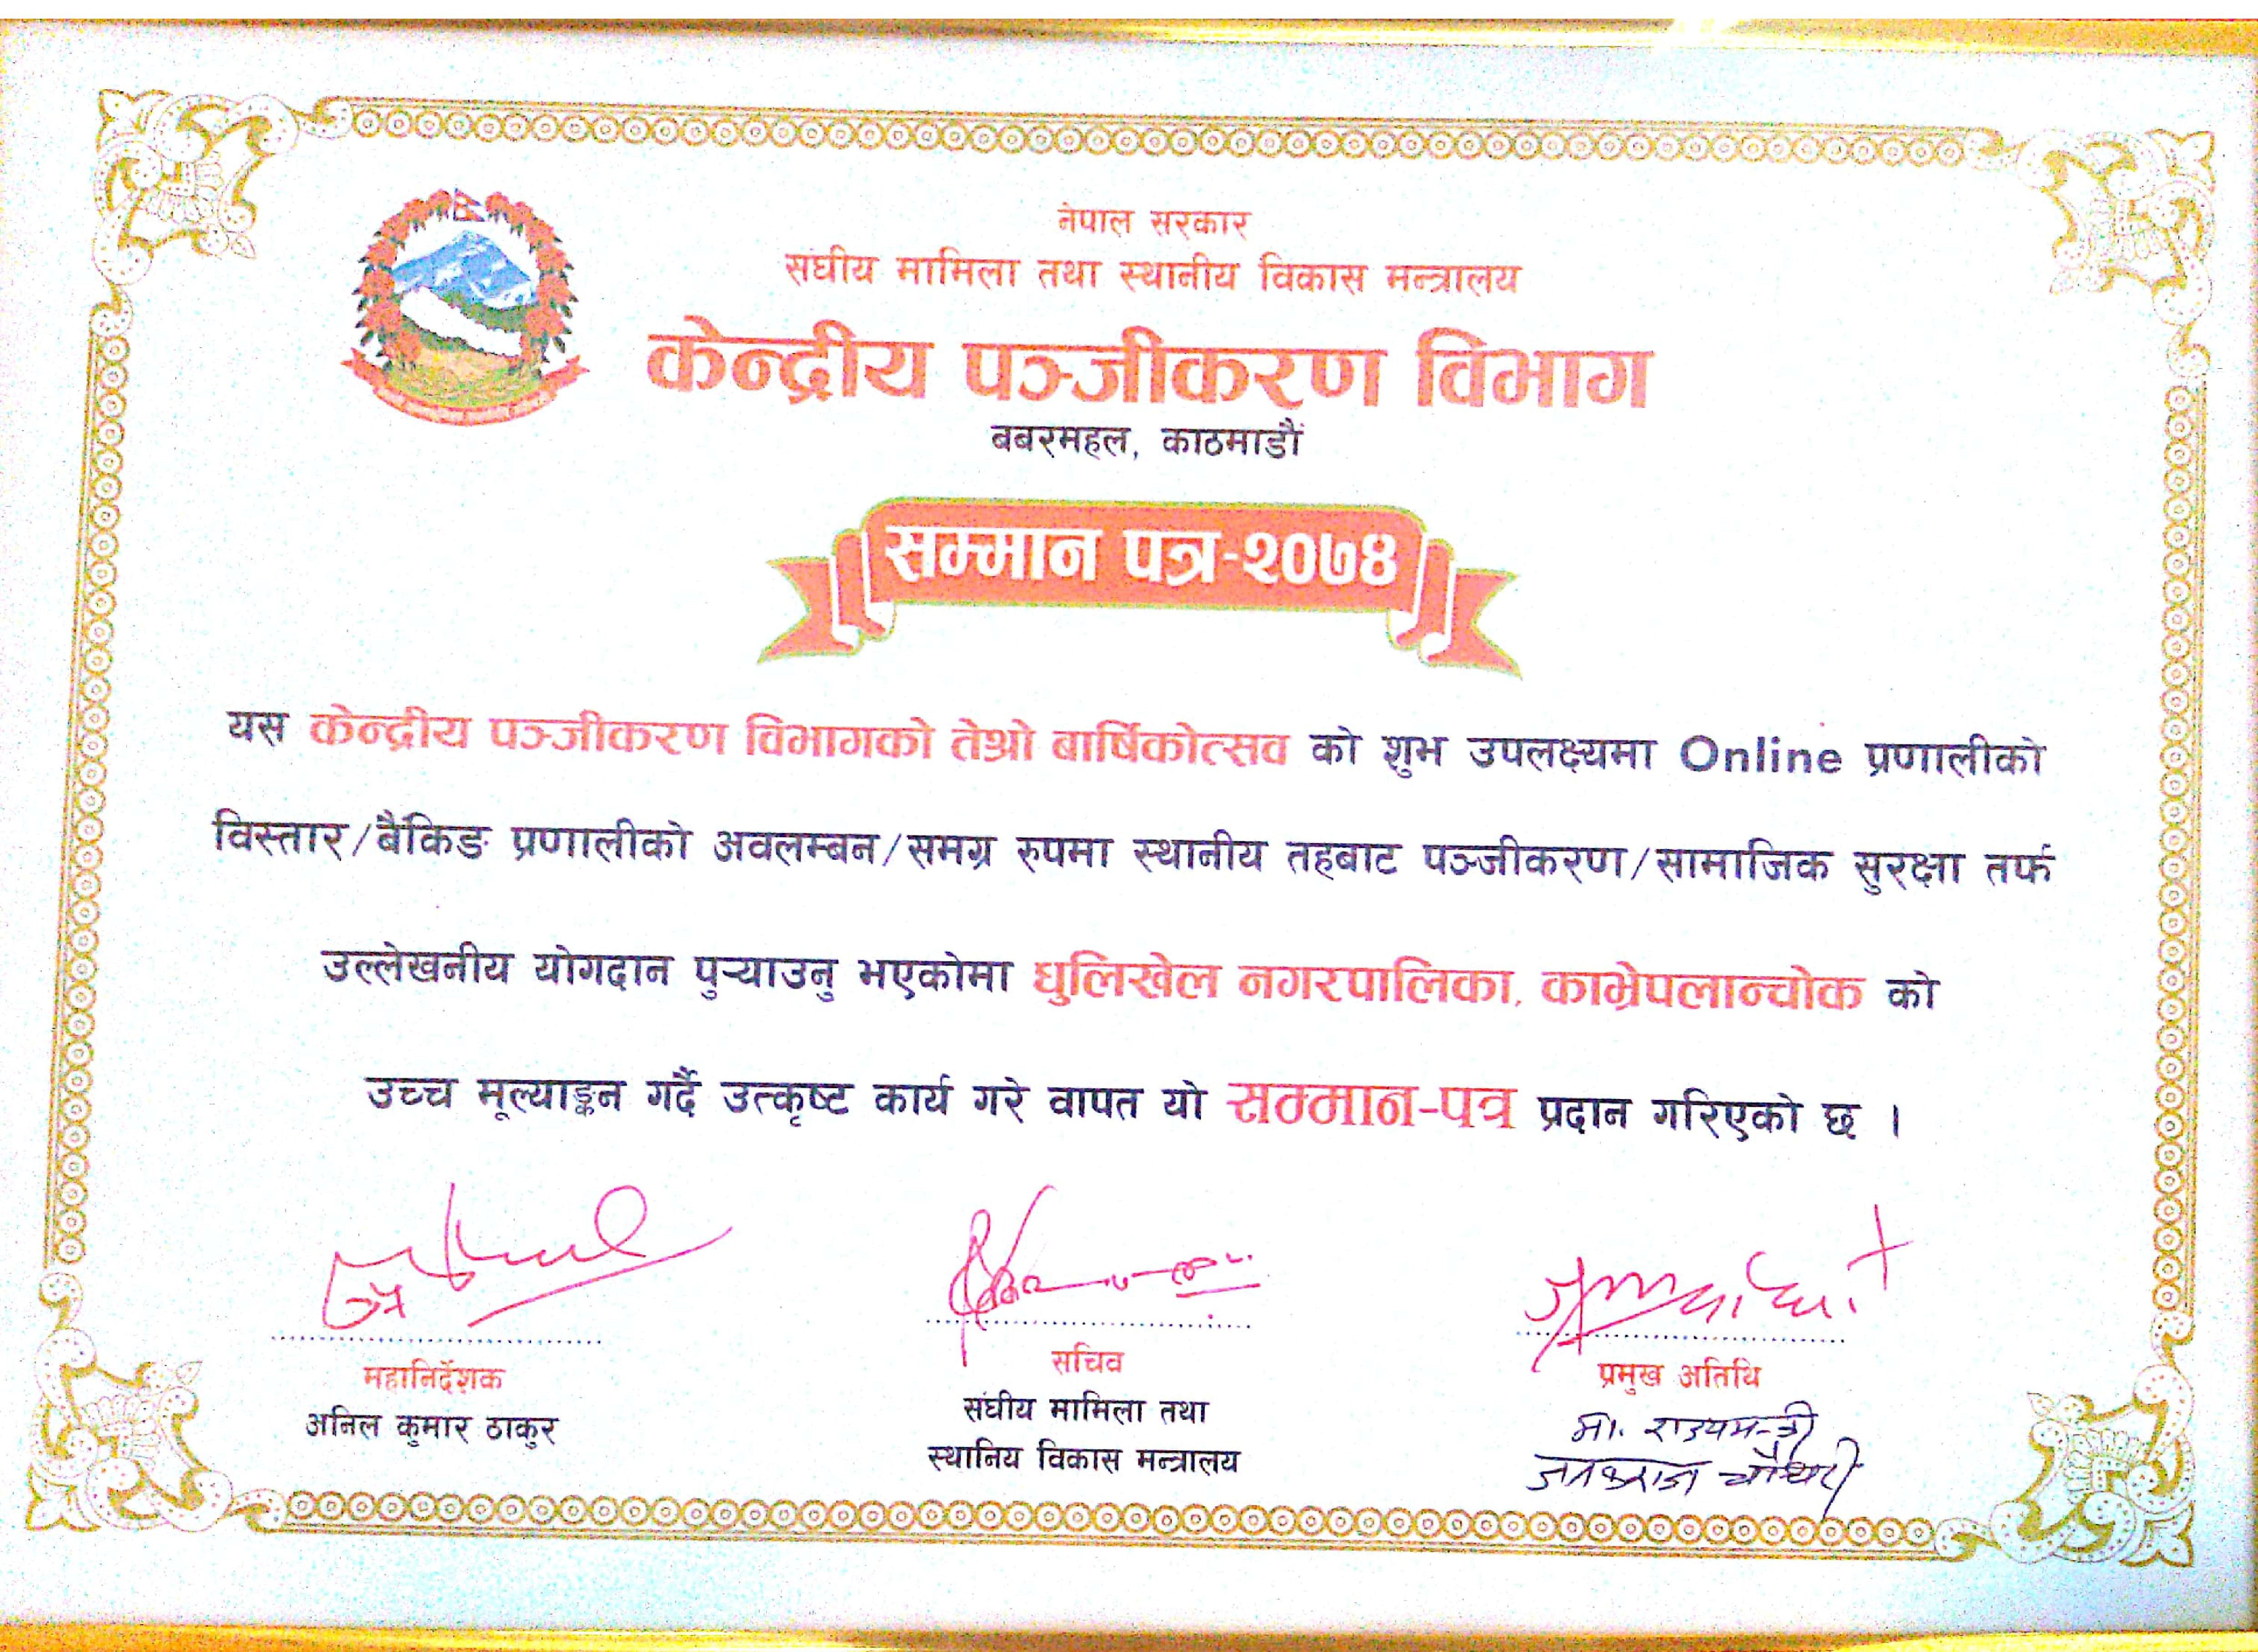 नेपाल सरकार
संघीय मामिला तथा स्थानीय विकास मन्त्रालय
केन्द्रीय पञ्जीकरण विभाग
बबरमहल, काठमाडौं
सम्मान पत्र-२०७४
यस केन्द्रीय पञ्जीकरण विभागको तेश्रो बार्षिकोत्सव को शुभ उपलक्ष्यमा Online प्रणालीको
विस्तार/बैंकिङ प्रणालीको अवलम्बन/समग्र रुपमा स्थानीय तहबाट पञ्जीकरण/सामाजिक सुरक्षा तर्फ
उल्लेखनीय योगदान पुऱ्याउनु भएकोमा धुलिखेल नगरपालिका, काभ्रेपलान्चोक को
उच्च मूल्याङ्कन गर्दै उत्कृष्ट कार्य गरे वापत यो सम्मान-पत्र प्रदान गरिएको छ ।
महानिर्देशक
अनिल कुमार ठाकुर
सचिव
संघीय मामिला तथा
स्थानिय विकास मन्त्रालय
प्रमुख अतिथि
मा. राज्यमन्त्री
चौधरी